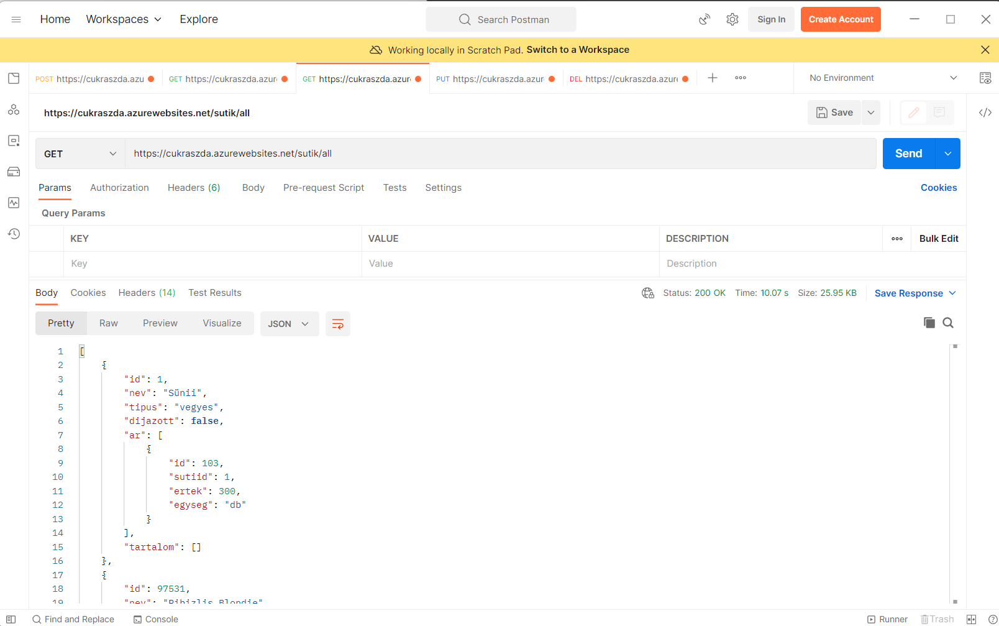 Home Workspaces Explore Search Postman Sign In Create Account
Working locally in Scratch Pad. Switch to a Workspace
POST https://cukraszda.azu GET https://cukraszda.azur GET https://cukraszda.azur PUT https://cukraszda.azur DEL https://cukraszda.azur No Environment
https://cukraszda.azurewebsites.net/sutik/all Save
GET https://cukraszda.azurewebsites.net/sutik/all Send
Params Authorization Headers (6) Body Pre-request Script Tests Settings Cookies
Query Params
KEY VALUE DESCRIPTION Bulk Edit
Key Value Description
Body Cookies Headers (14) Test Results Status: 200 OK Time: 10.07 s Size: 25.95 KB Save Response
Pretty Raw Preview Visualize JSON
1 [
2 {
3 "id": 1,
4 "nev": "Sünii",
5 "tipus": "vegyes",
6 "dijazott": false,
7 "ar": [
8 {
9 "id": 103,
10 "sutiid": 1,
11 "ertek": 300,
12 "egyseg": "db"
13 }
14 ],
15 "tartalom": []
16 },
17 {
18 "id": 97531,
19 "nev": "Ribizlis Blondie"
Find and Replace Console Runner Trash